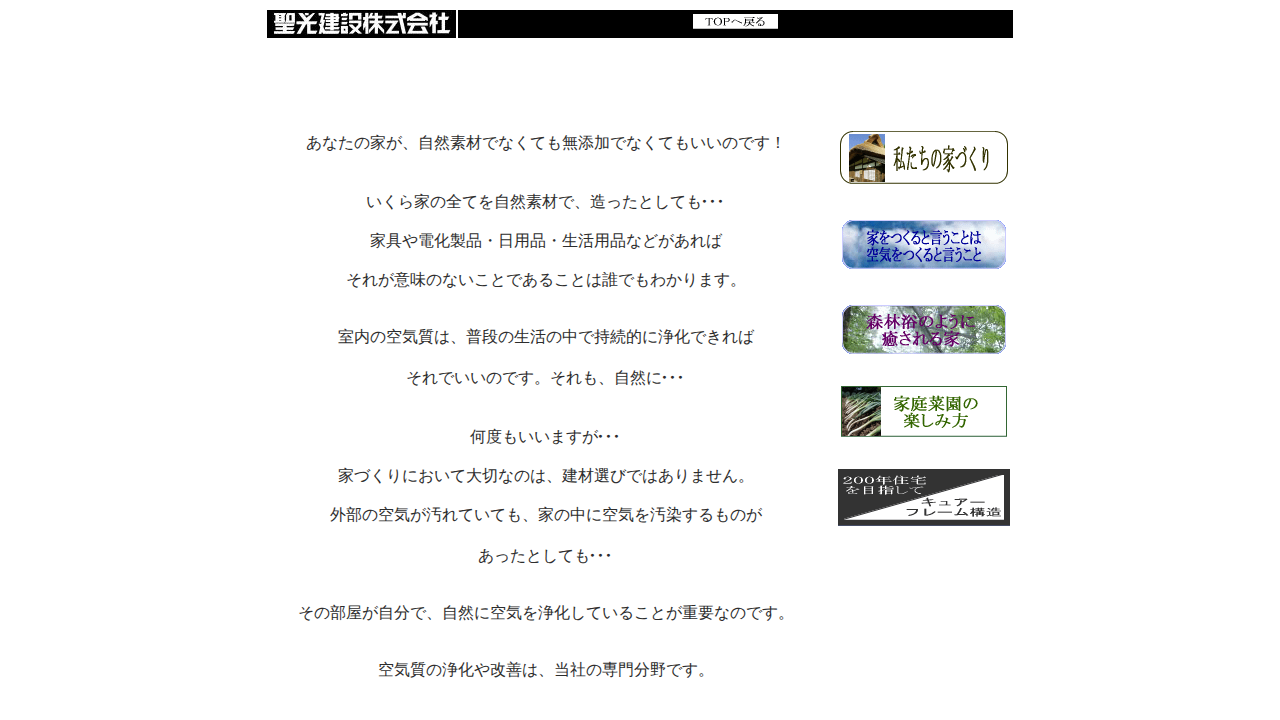 聖光建設株式会社
TOPへ戻る
あなたの家が、自然素材でなくても無添加でなくてもいいのです！
いくら家の全てを自然素材で、造ったとしても･･･
家具や電化製品・日用品・生活用品などがあれば
それが意味のないことであることは誰でもわかります。
室内の空気質は、普段の生活の中で持続的に浄化できれば
それでいいのです。それも、自然に･･･
何度もいいますが･･･
家づくりにおいて大切なのは、建材選びではありません。
外部の空気が汚れていても、家の中に空気を汚染するものが
あったとしても･･･
その部屋が自分で、自然に空気を浄化していることが重要なのです。
空気質の浄化や改善は、当社の専門分野です。
私たちの家づくり
家をつくると言うことは
空気をつくると言うこと
森林浴のように
癒される家
家庭菜園の
楽しみ方
200年住宅
を目指して
キュアー
フレーム構造